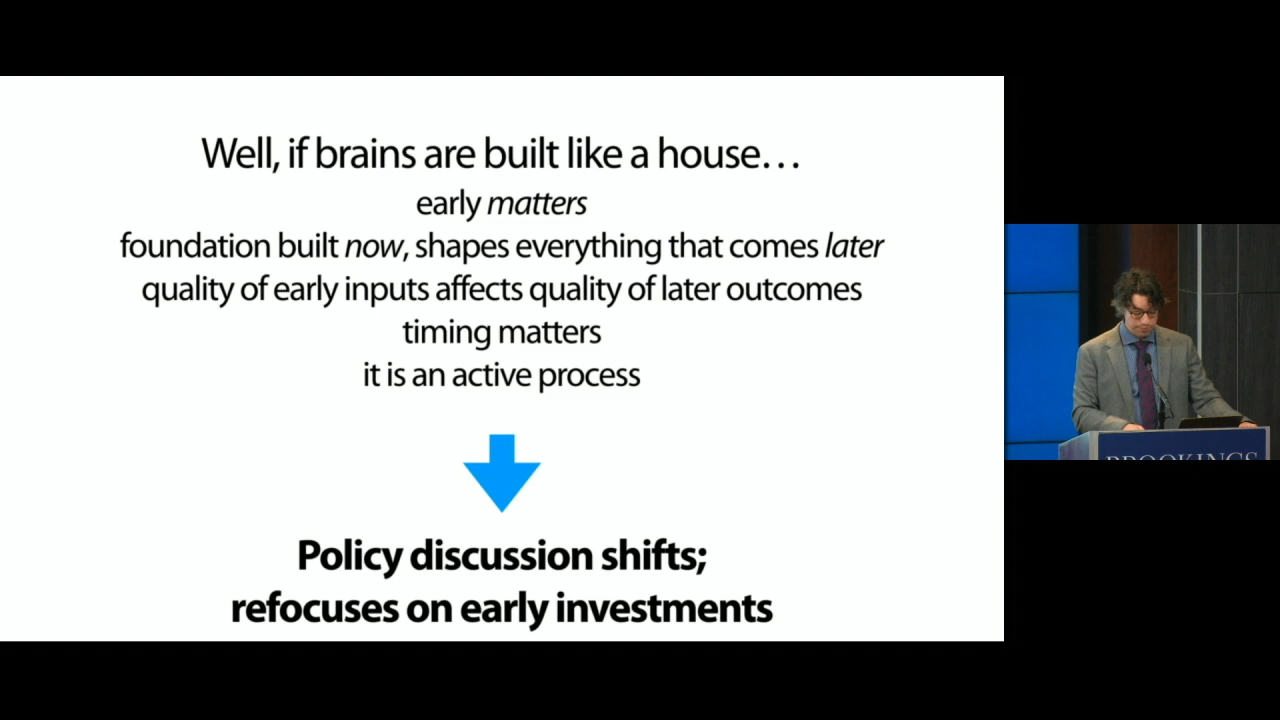 Well, if brains are built like a house…
early matters
foundation built now, shapes everything that comes later
quality of early inputs affects quality of later outcomes
timing matters
it is an active process
Policy discussion shifts;
refocuses on early investments
BROOKINGS